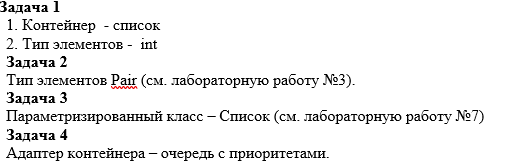 Задача 1
1. Контейнер - список
2. Тип элементов - int
Задача 2
Тип элементов Pair (см. лабораторную работу №3).
Задача 3
Параметризированный класс – Список (см. лабораторную работу №7)
Задача 4
Адаптер контейнера – очередь с приоритетами.